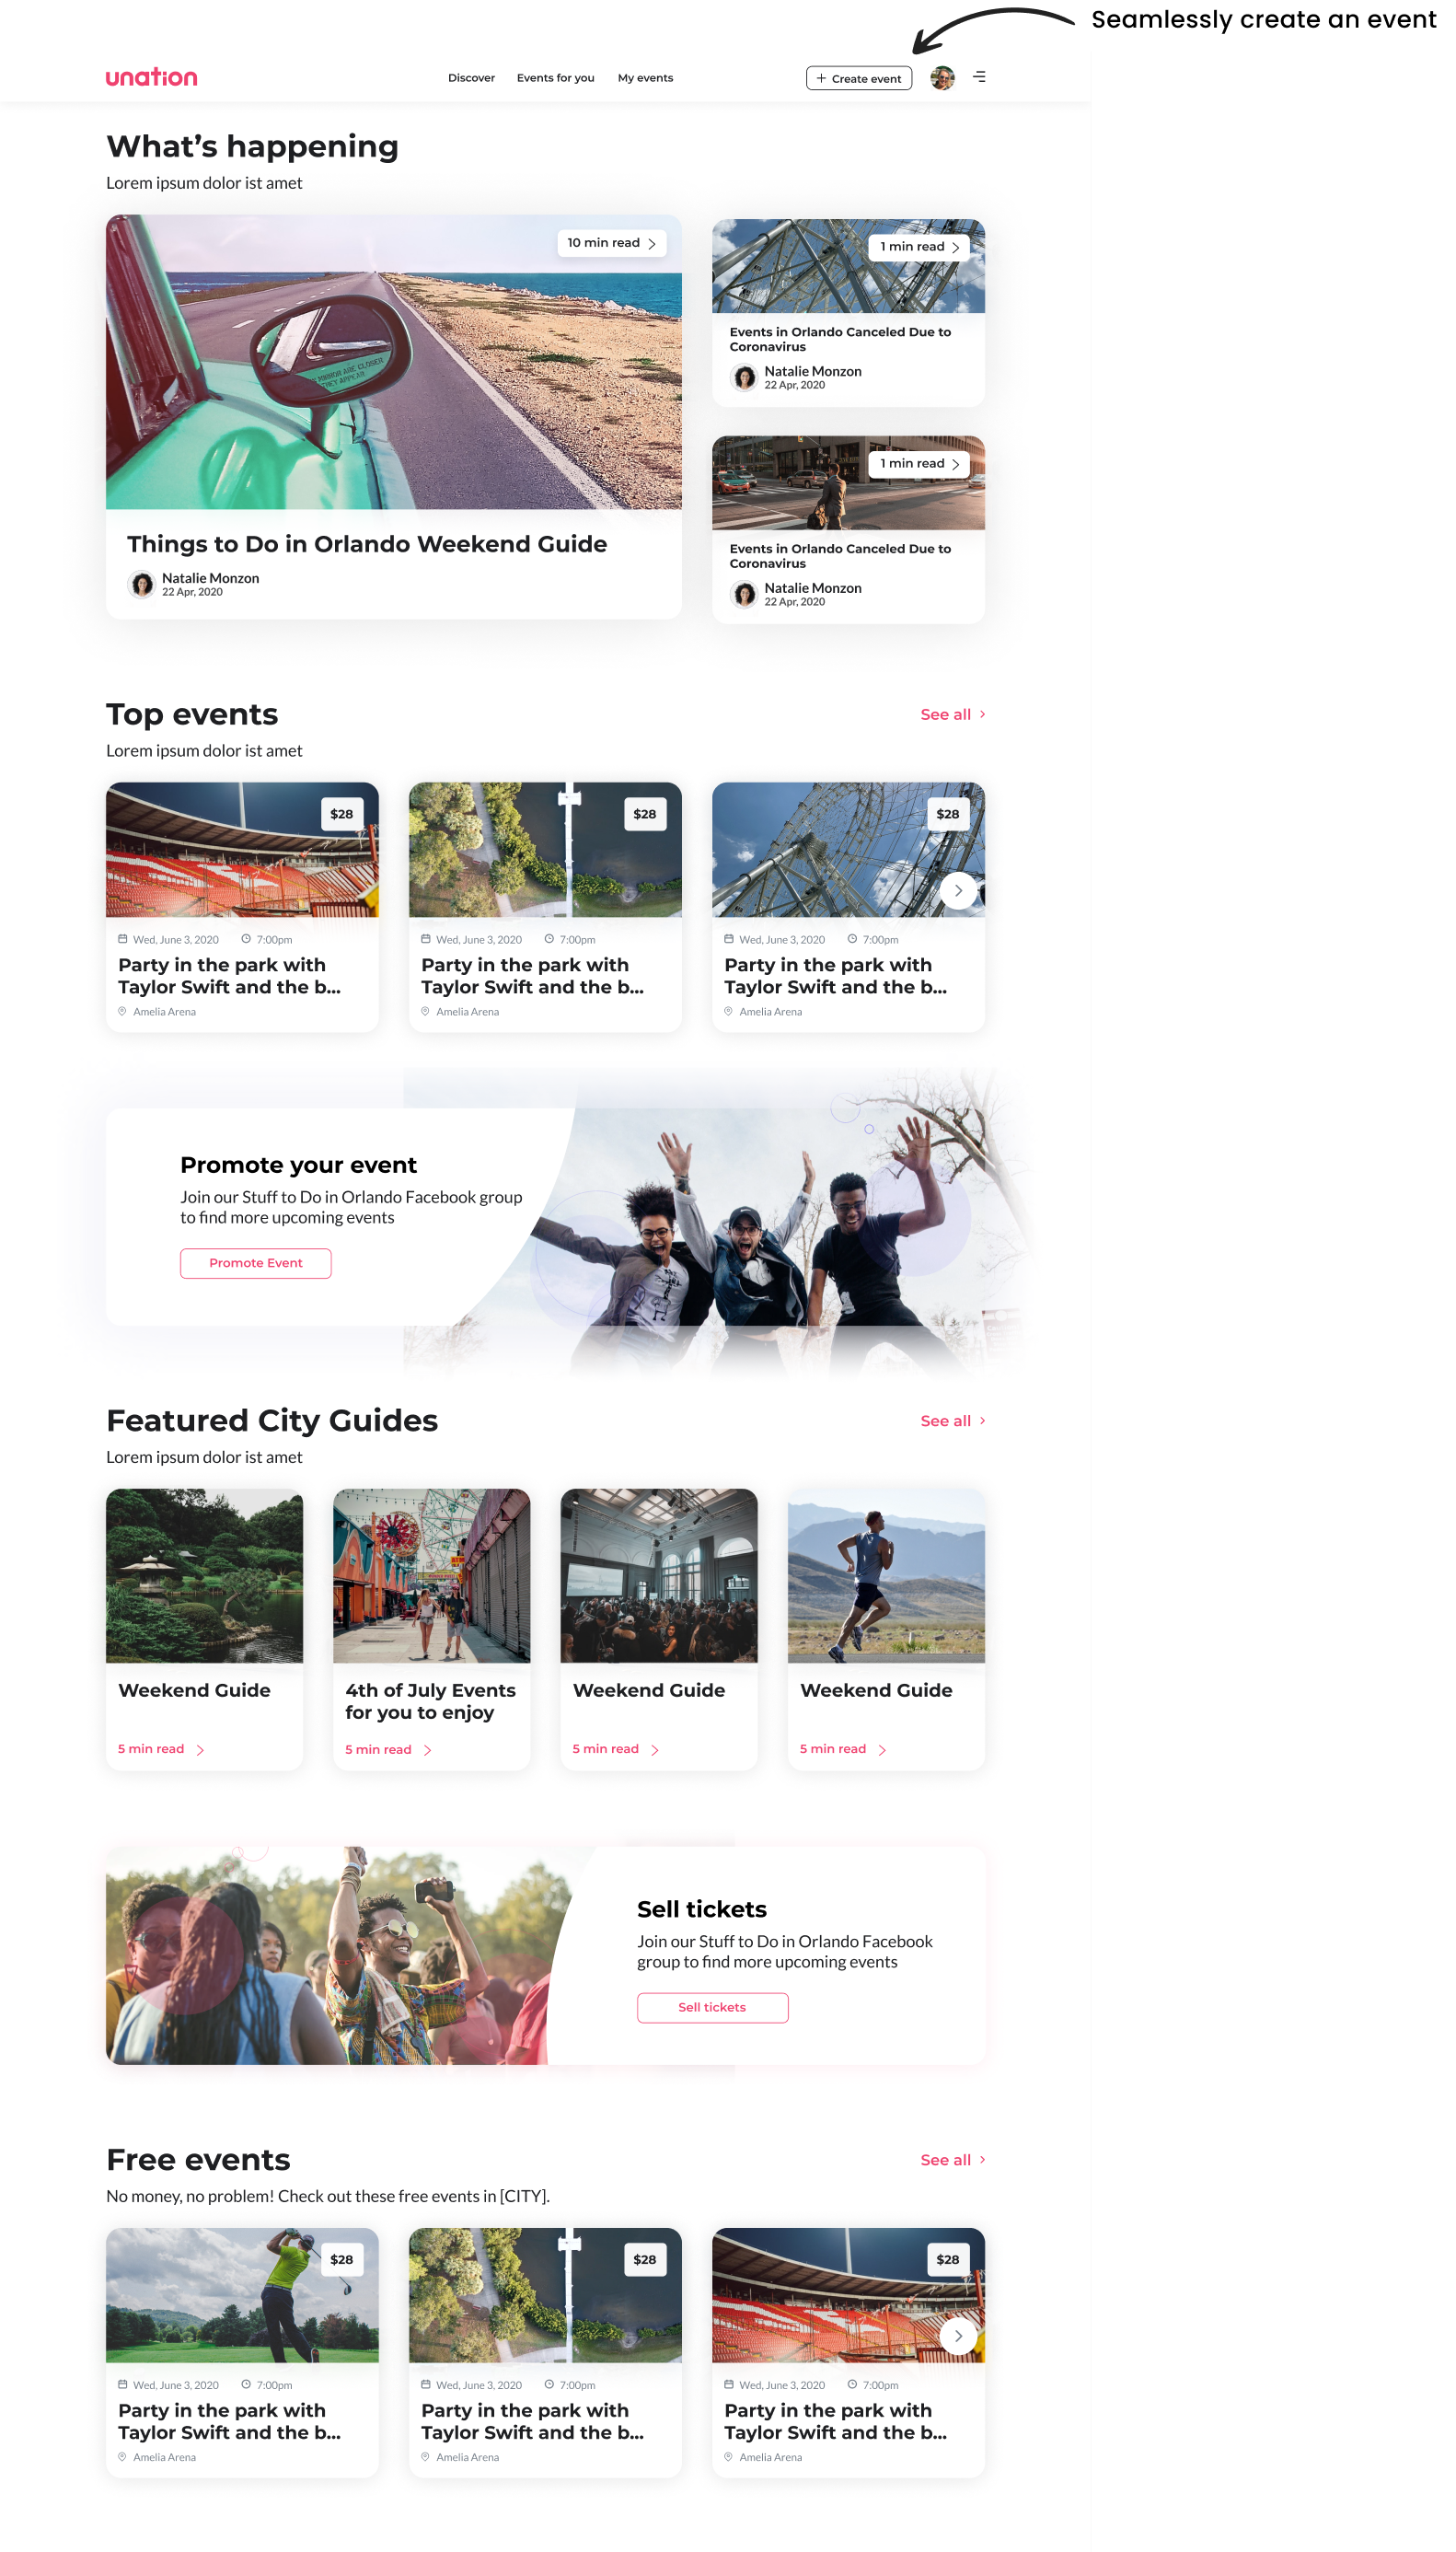 Seamlessly create an event
unation
Discover
Events for you
My events
+ Create event
What's happening
Lorem ipsum dolor ist amet
10 min read
MIRROR ARE CLOSER
THEY APPEAR
Things to Do in Orlando Weekend Guide
Natalie Monzon
22 Apr, 2020
1 min read
Events in Orlando Canceled Due to
Coronavirus
Natalie Monzon
22 Apr, 2020
1 min read
Events in Orlando Canceled Due to
Coronavirus
Natalie Monzon
22 Apr, 2020
Top events
See all
Lorem ipsum dolor ist amet
$28
Wed, June 3, 2020
7:00pm
Party in the park with
Taylor Swift and the b...
Amelia Arena
$28
Wed, June 3, 2020
7:00pm
Party in the park with
Taylor Swift and the b...
Amelia Arena
$28
Wed, June 3, 2020
7:00pm
Party in the park with
Taylor Swift and the b...
Amelia Arena
Promote your event
Join our Stuff to Do in Orlando Facebook group
to find more upcoming events
Promote Event
Featured City Guides
See all
Lorem ipsum dolor ist amet
Weekend Guide
5 min read
4th of July Events
for you to enjoy
5 min read
Weekend Guide
5 min read
Weekend Guide
5 min read
Sell tickets
Join our Stuff to Do in Orlando Facebook
group to find more upcoming events
Sell tickets
Free events
See all
No money, no problem! Check out these free events in [CITY].
$28
Wed, June 3, 2020
7:00pm
Party in the park with
Taylor Swift and the b...
Amelia Arena
$28
Wed, June 3, 2020
7:00pm
Party in the park with
Taylor Swift and the b...
Amelia Arena
$28
Wed, June 3, 2020
7:00pm
Party in the park with
Taylor Swift and the b...
Amelia Arena